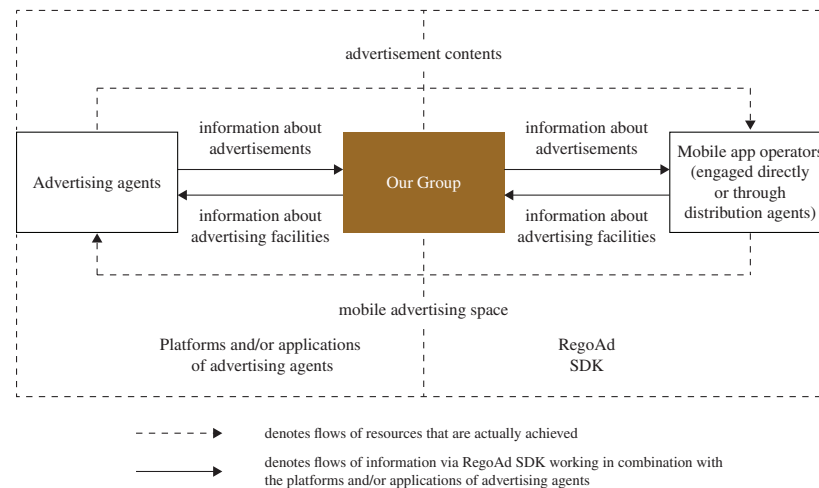 advertisement contents
information about
advertisements
information about
advertisements
Advertising agents
Our Group
Mobile app operators
(engaged directly
or through
distribution agents)
information about
advertising facilities
information about
advertising facilities
mobile advertising space
Platforms and/or applications
of advertising agents
RegoAd
SDK
denotes flows of resources that are actually achieved
denotes flows of information via RegoAd SDK working in combination with
the platforms and/or applications of advertising agents